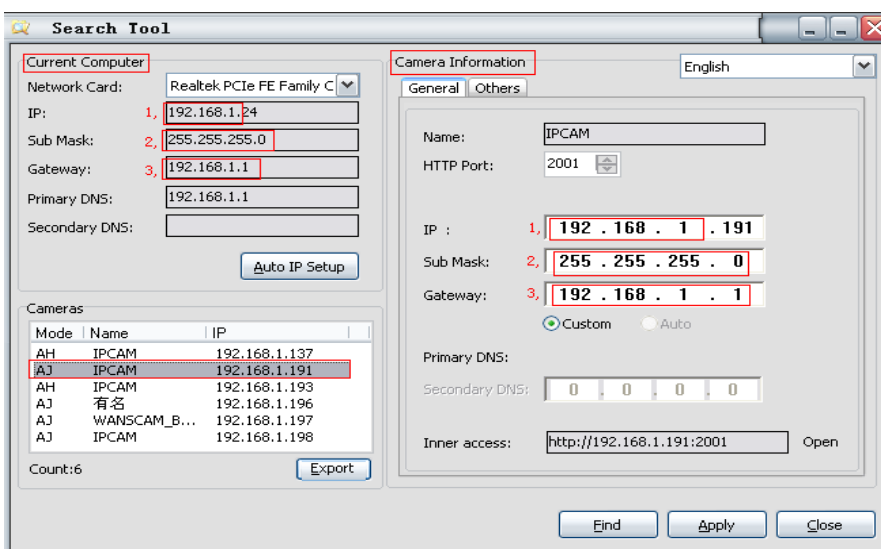 Search Tool
Current Computer
Network Card: Realtek PCIe FE Family C
IP: 1, 192.168.1.24
Sub Mask: 2, 255.255.255.0
Gateway: 3, 192.168.1.1
Primary DNS: 192.168.1.1
Secondary DNS:
Auto IP Setup
Cameras
Mode Name IP
AH IPCAM 192.168.1.137
AJ IPCAM 192.168.1.191
AH IPCAM 192.168.1.193
AJ 有名 192.168.1.196
AJ WANSCAM_B... 192.168.1.197
AJ IPCAM 192.168.1.198
Count:6
Export
Camera Information
English
General Others
Name: IPCAM
HTTP Port: 2001
IP : 1, 192 . 168 . 1 . 191
Sub Mask: 2, 255 . 255 . 255 . 0
Gateway: 3, 192 . 168 . 1 . 1
Custom Auto
Primary DNS:
Secondary DNS: 0 . 0 . 0 . 0
Inner access: http://192.168.1.191:2001 Open
Find Apply Close